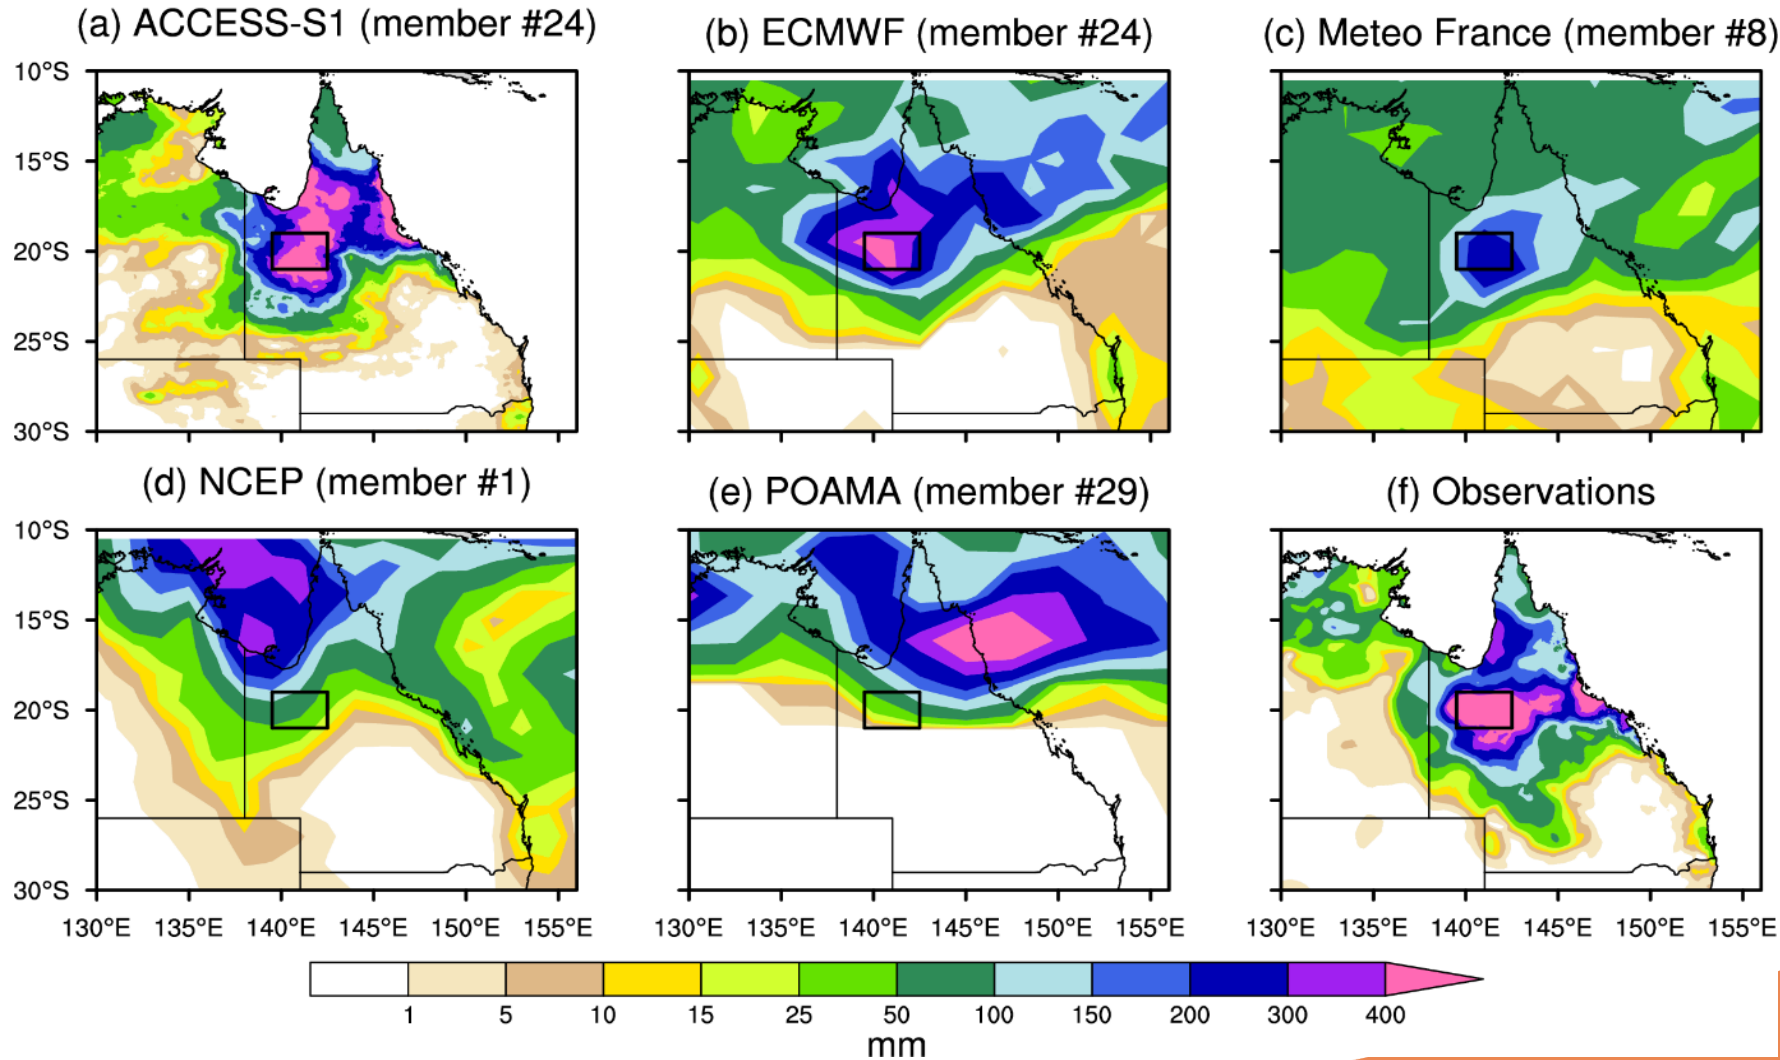 (a) ACCESS-S1 (member #24)
(b) ECMWF (member #24)
(c) Meteo France (member #8)
10°S
15°S
20°S
25°S
30°S
(d) NCEP (member #1)
(e) POAMA (member #29)
(f) Observations
10°S
15°S
20°S
25°S
30°S
130°E 135°E 140°E 145°E 150°E 155°E
130°E 135°E 140°E 145°E 150°E 155°E
130°E 135°E 140°E 145°E 150°E 155°E
1 5 10 15 25 50 100 150 200 300 400
mm